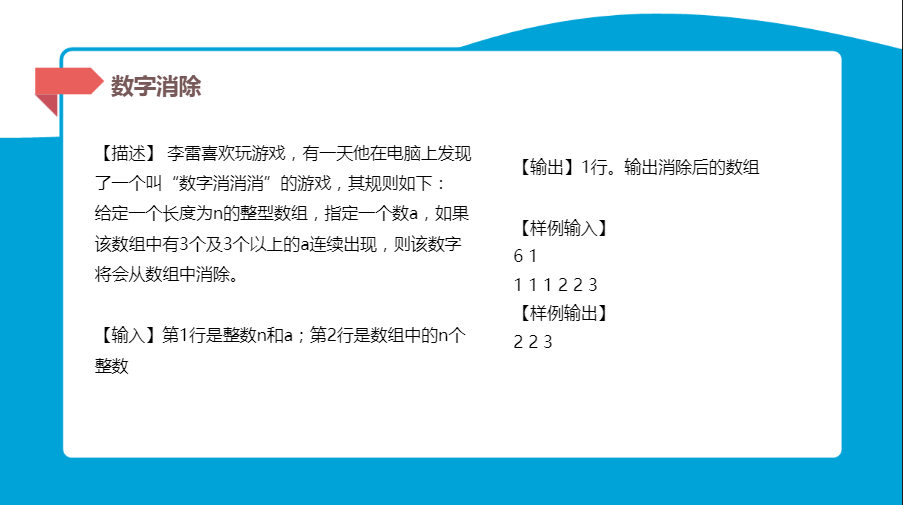 数字消除
【描述】 李雷喜欢玩游戏，有一天他在电脑上发现
了一个叫“数字消消消”的游戏，其规则如下：
给定一个长度为n的整型数组，指定一个数a，如果
该数组中有3个及3个以上的a连续出现，则该数字
将会从数组中消除。
【输入】第1行是整数n和a；第2行是数组中的n个
整数
【输出】1行。输出消除后的数组
【样例输入】
6 1
1 1 1 2 2 3
【样例输出】
2 2 3